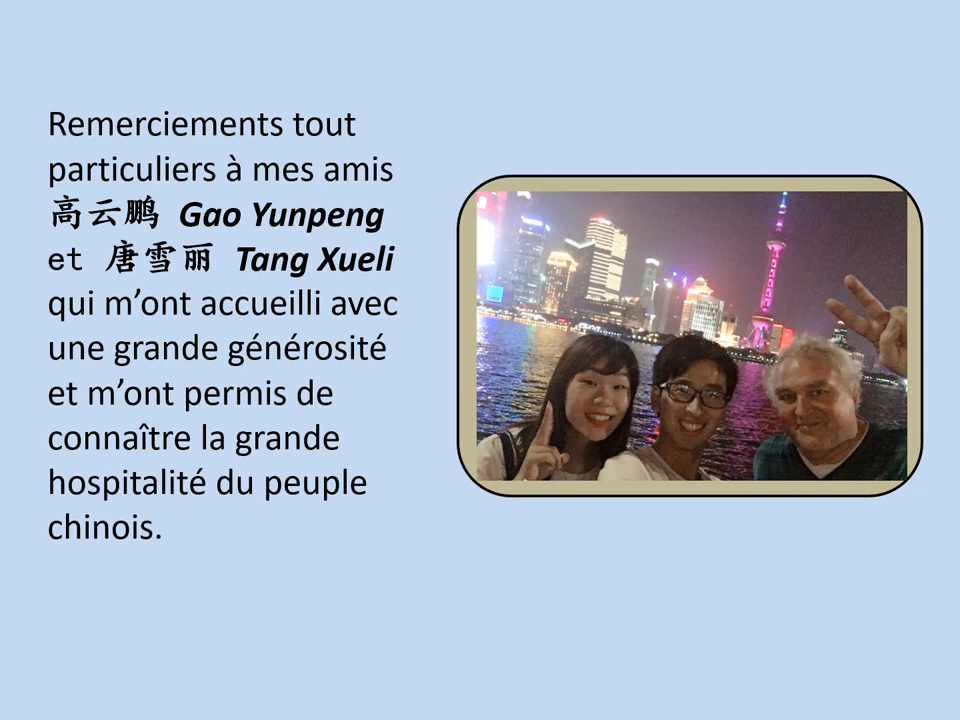 Remerciements tout
particuliers à mes amis
高云鹏 Gao Yunpeng
et 唐雪丽 Tang Xueli
qui m’ont accueilli avec
une grande générosité
et m’ont permis de
connaître la grande
hospitalité du peuple
chinois.